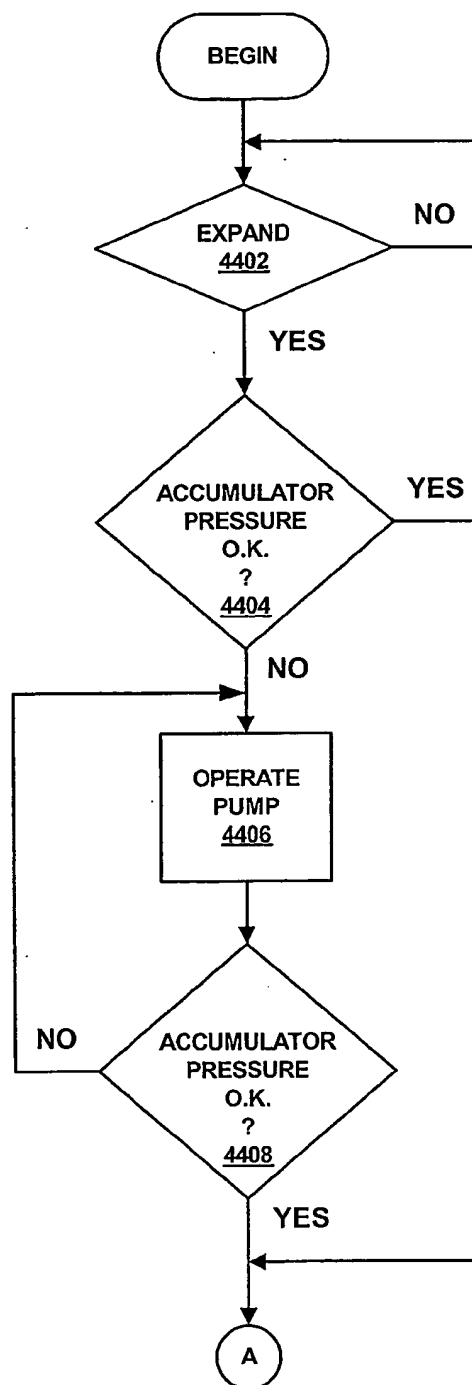 BEGIN
NO
EXPAND
4402
YES
ACCUMULATOR
PRESSURE
O.K.
?
4404
YES
NO
OPERATE
PUMP
4406
NO
ACCUMULATOR
PRESSURE
O.K.
?
4408
YES
A